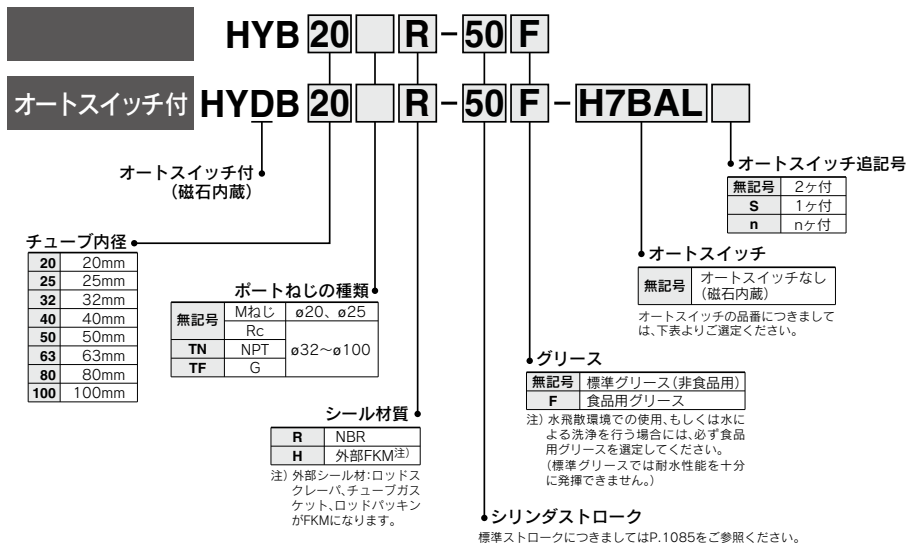 HYB 20 R - 50 F
オートスイッチ付 HYDB 20 R - 50 F - H7BAL
オートスイッチ付
(磁石内蔵)
オートスイッチ追記号
無記号 2ヶ付
S 1ヶ付
n nヶ付
チューブ内径
20 20mm
25 25mm
32 32mm
40 40mm
50 50mm
63 63mm
80 80mm
100 100mm
ポートねじの種類
無記号 Mねじ ø20、ø25
Rc ø32～ø100
TN NPT
TF G
オートスイッチ
無記号 オートスイッチなし
(磁石内蔵)
オートスイッチの品番につきまして
は、下表よりご選定ください。
シール材質
R NBR
H 外部FKM注)
注) 外部シール材:ロッドス
クレーパ、チューブガス
ケット、ロッドパッキン
がFKMになります。
グリース
無記号 標準グリース(非食品用)
F 食品用グリース
注) 水飛散環境での使用、もしくは水に
よる洗浄を行う場合には、必ず食品
用グリースを選定してください。
(標準グリースでは耐水性能を十分
に発揮できません。)
シリンダストローク
標準ストロークにつきましてはP.1085をご参照ください。